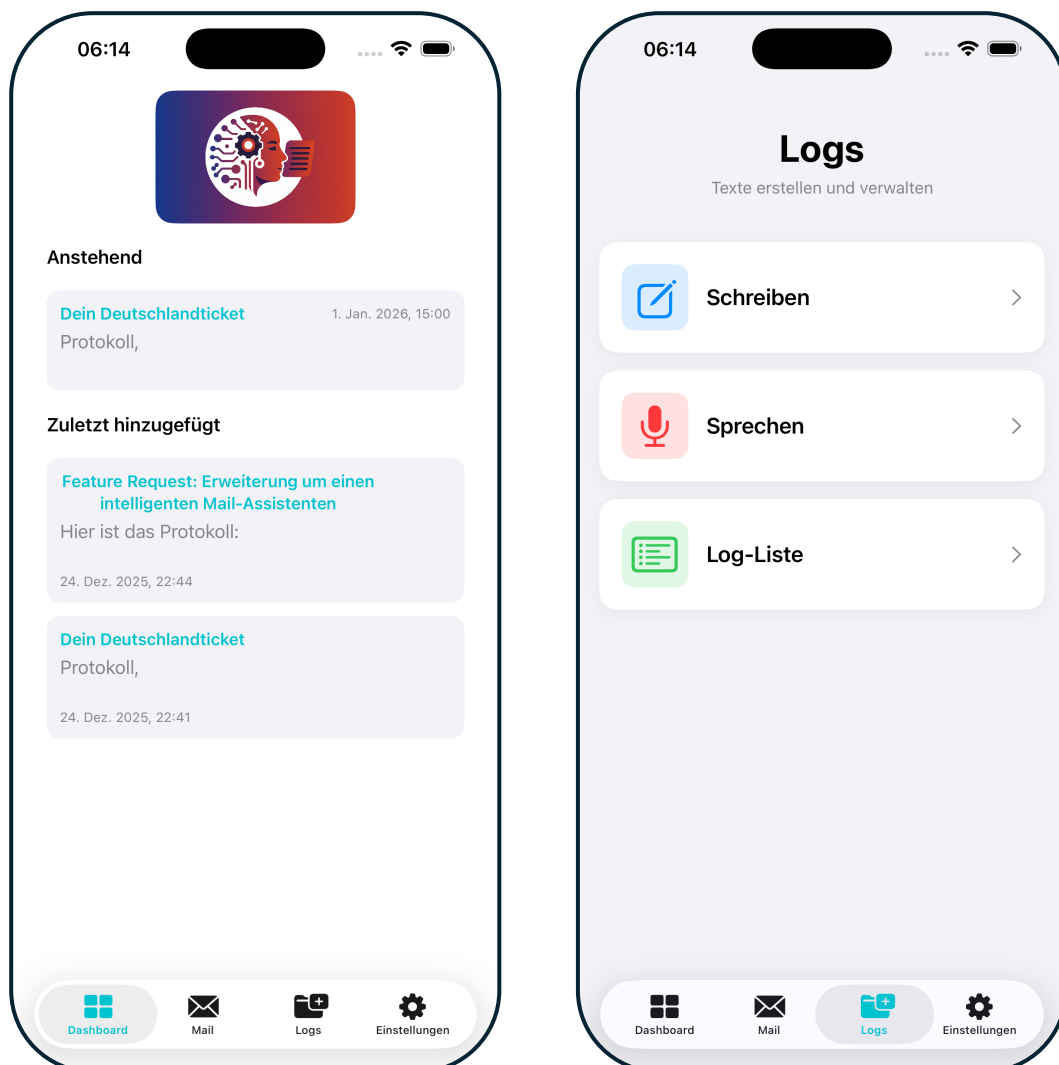 06:14
Anstehend
Dein Deutschlandticket
1. Jan. 2026, 15:00
Protokoll,
Zuletzt hinzugefügt
Feature Request: Erweiterung um einen
intelligenten Mail-Assistenten
Hier ist das Protokoll:
24. Dez. 2025, 22:44
Dein Deutschlandticket
Protokoll,
24. Dez. 2025, 22:41
Dashboard
Mail
Logs
Einstellungen
06:14
Logs
Texte erstellen und verwalten
Schreiben
Sprechen
Log-Liste
Dashboard
Mail
Logs
Einstellungen